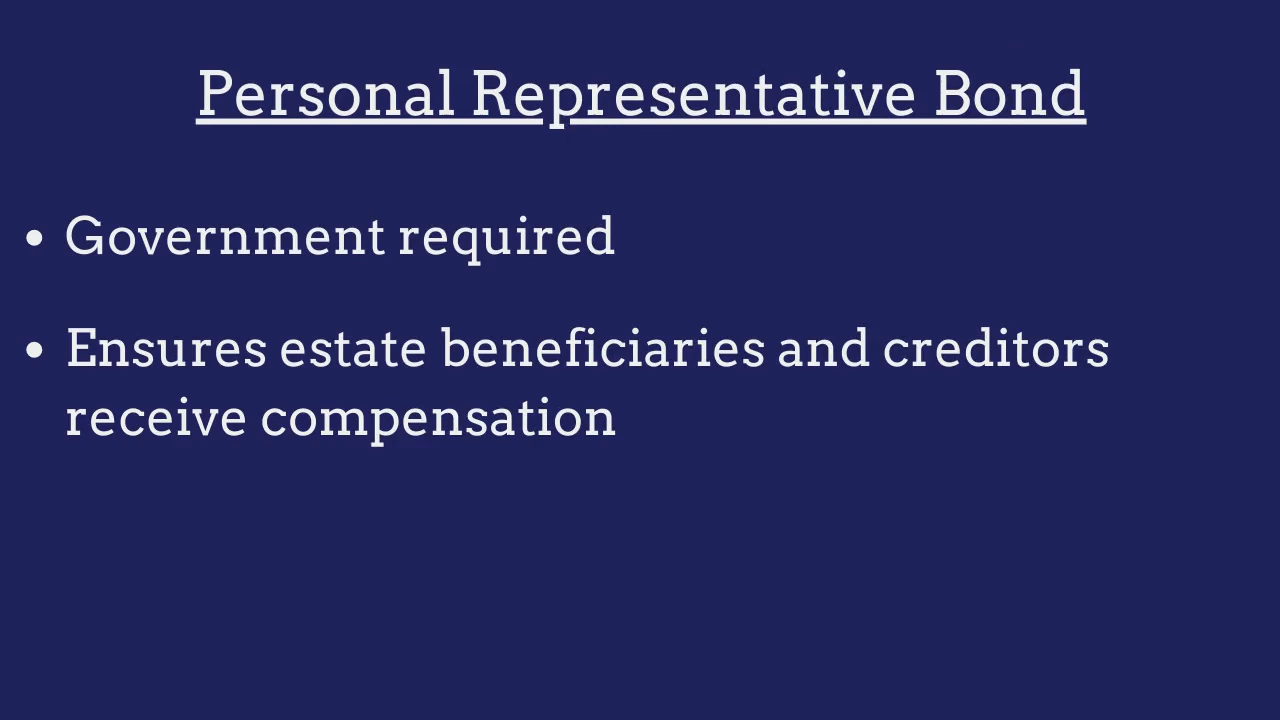 Personal Representative Bond
• Government required
• Ensures estate beneficiaries and creditors
receive compensation